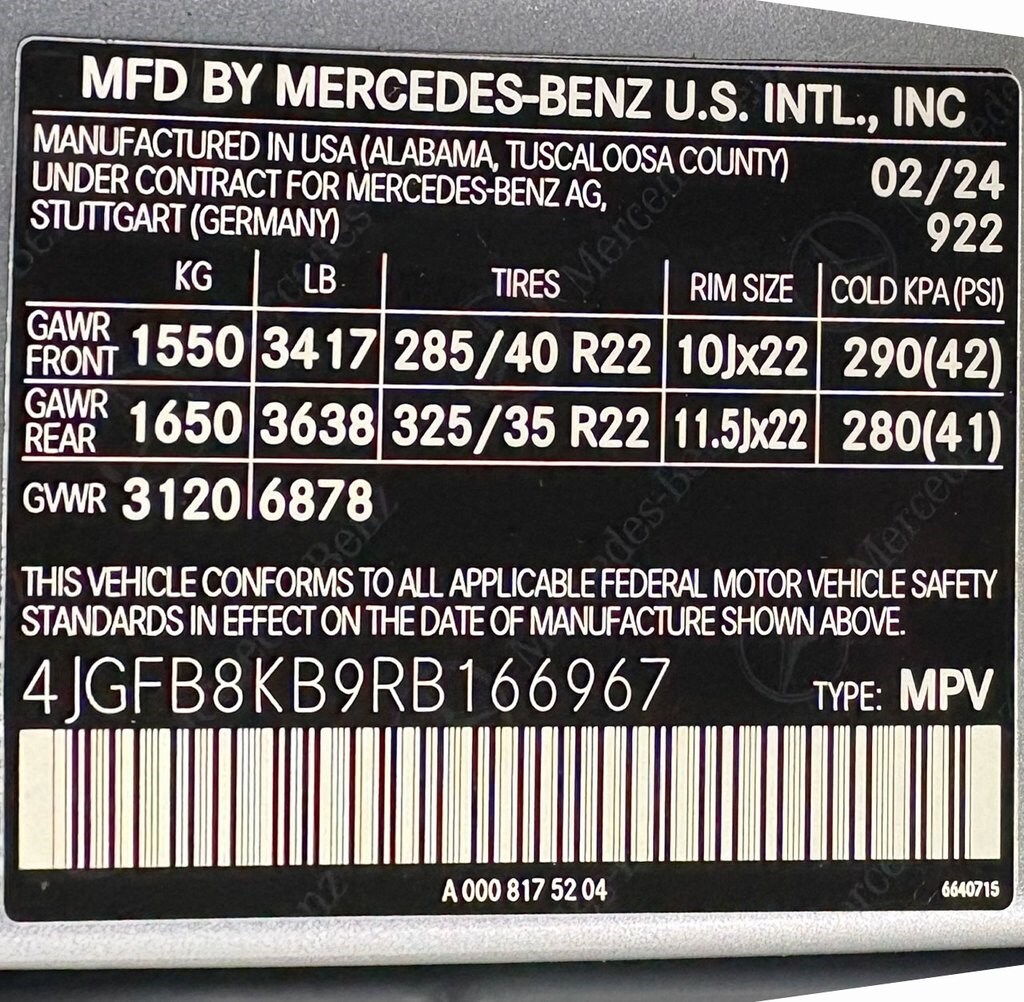 MFD BY MERCEDES-BENZ U.S. INTL., INC
MANUFACTURED IN USA (ALABAMA, TUSCALOOSA COUNTY)
UNDER CONTRACT FOR MERCEDES-BENZ AG,
STUTTGART (GERMANY)
02/24
922
KG LB TIRES RIM SIZE COLD KPA (PSI)
GAWR FRONT 1550 3417 285/40 R22 10Jx22 290(42)
GAWR REAR 1650 3638 325/35 R22 11.5Jx22 280(41)
GVWR 3120 6878
THIS VEHICLE CONFORMS TO ALL APPLICABLE FEDERAL MOTOR VEHICLE SAFETY
STANDARDS IN EFFECT ON THE DATE OF MANUFACTURE SHOWN ABOVE.
4JGFB8KB9RB166967 TYPE: MPV
A 000 817 52 04 6640715